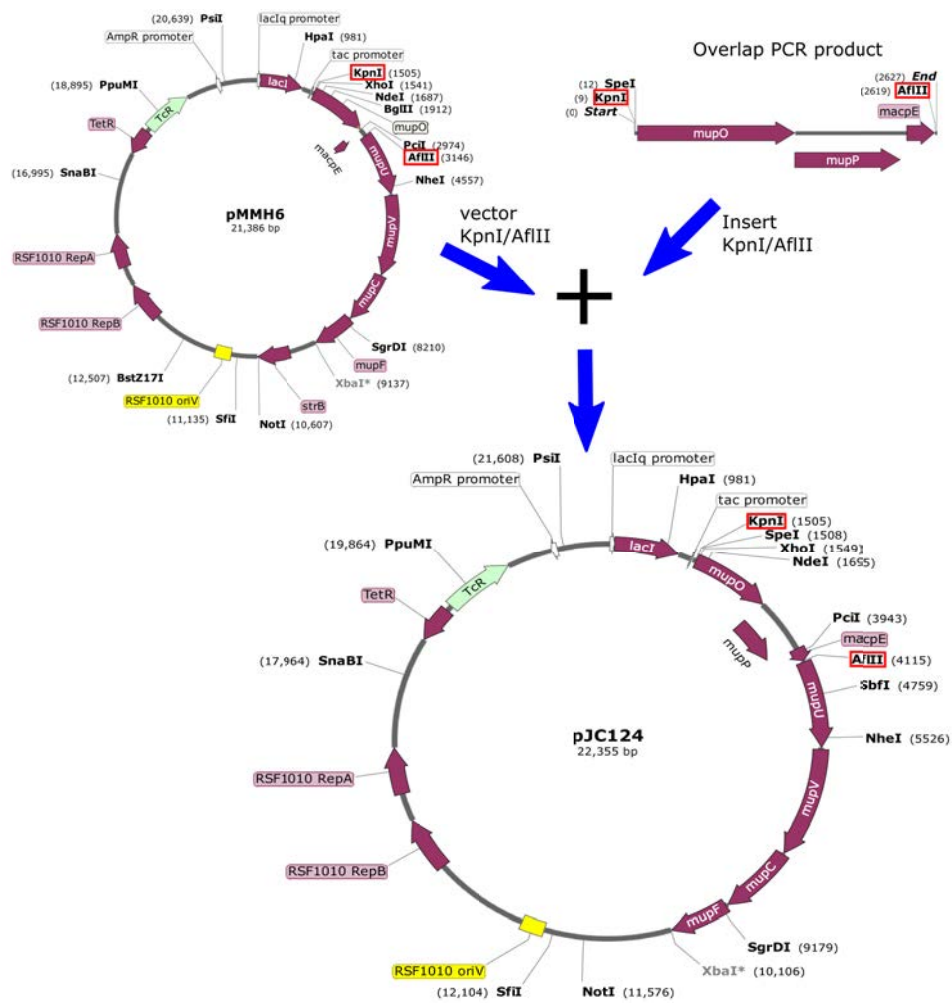 (20,639) PsiI
lacIq promoter
AmpR promoter
HpaI (981)
tac promoter
(18,895) PpuMI
KpnI (1505)
XhoI (1541)
NdeI (1687)
BglII (1912)
mupO
lacI
TcR
TetR
macpE
PciI (2974)
AflII (3146)
mupU
NheI (4557)
(16,995) SnaBI
pMMH6
21,386 bp
mupV
RSF1010 RepA
mupC
RSF1010 RepB
SgrDI (8210)
mupF
(12,507) BstZ17I
XbaI* (9137)
RSF1010 oriV
strB
(11,135) SfiI
NotI (10,607)
Overlap PCR product
(12) SpeI
(9) KpnI
(0) Start
(2627) End
(2619) AflII
macpE
mupO
mupP
vector
KpnI/AflII
Insert
KpnI/AflII
+
(21,608) PsiI
lacIq promoter
AmpR promoter
HpaI (981)
tac promoter
KpnI (1505)
SpeI (1508)
XhoI (1549)
NdeI (1695)
(19,864) PpuMI
lacI
mupO
TcR
TetR
mupP
PciI (3943)
macpE
AflII (4115)
SbfI (4759)
mupU
(17,964) SnaBI
NheI (5526)
pJC124
22,355 bp
mupV
RSF1010 RepA
mupC
RSF1010 RepB
mupF
SgrDI (9179)
RSF1010 oriV
XbaI* (10,106)
(12,104) SfiI
NotI (11,576)